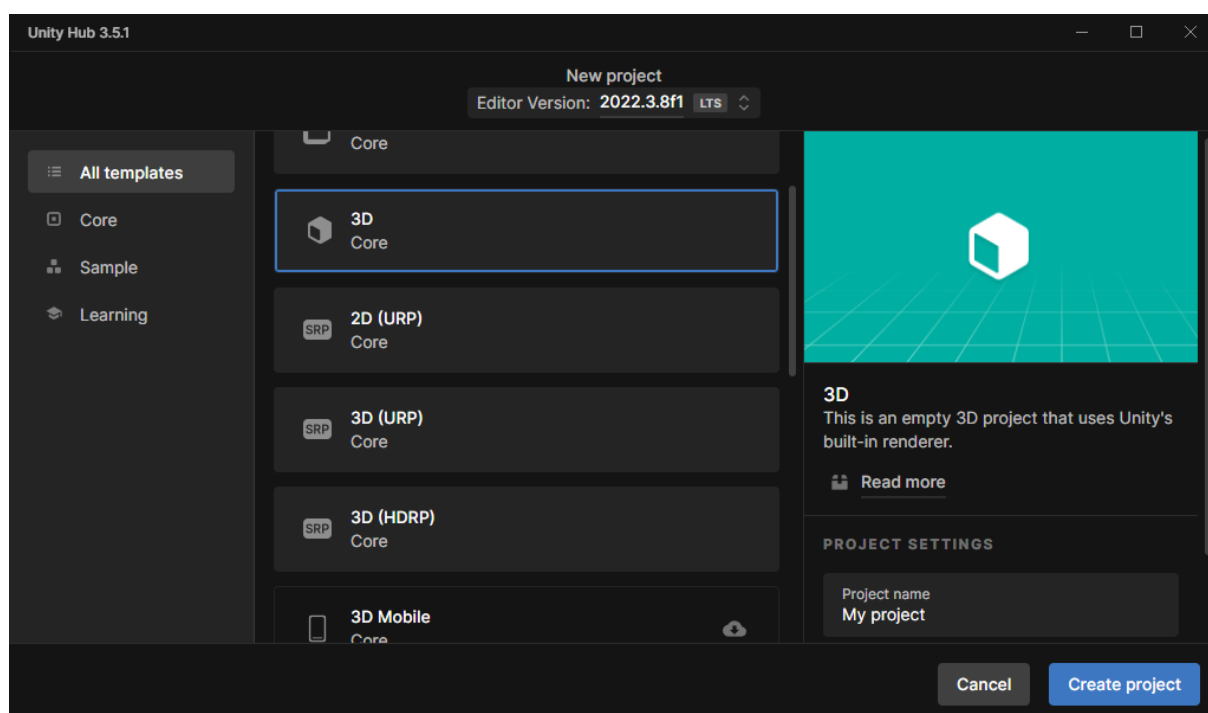 Unity Hub 3.5.1
New project
Editor Version: 2022.3.8f1 LTS
All templates
Core
Sample
Learning
Core
3D
Core
SRP
2D (URP)
Core
SRP
3D (URP)
Core
SRP
3D (HDRP)
Core
3D Mobile
Core
3D
This is an empty 3D project that uses Unity's
built-in renderer.
Read more
PROJECT SETTINGS
Project name
My project
Cancel
Create project